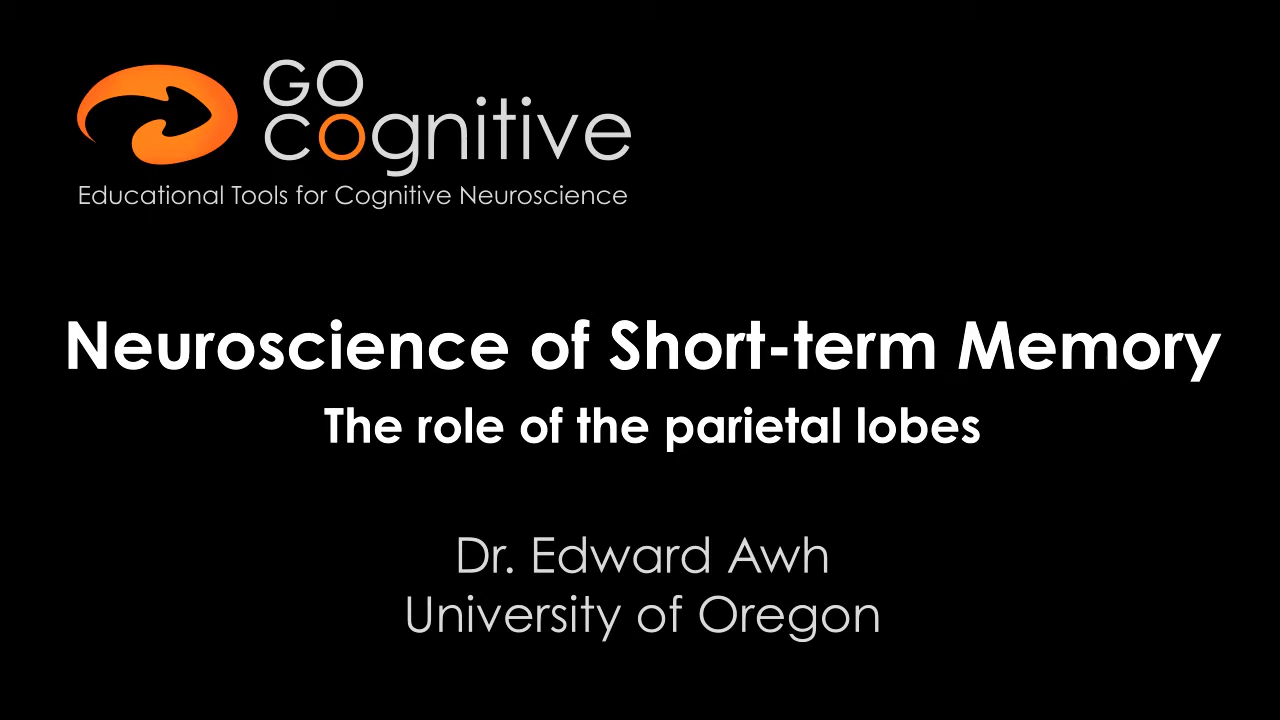 GO
cognitive
Educational Tools for Cognitive Neuroscience
Neuroscience of Short-term Memory
The role of the parietal lobes
Dr. Edward Awh
University of Oregon